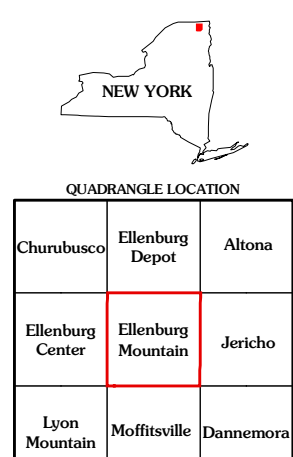 NEW YORK
QUADRANGLE LOCATION
Churubusco
Ellenburg
Depot
Altona
Ellenburg
Center
Ellenburg
Mountain
Jericho
Lyon
Mountain
Moffitsville
Dannemora